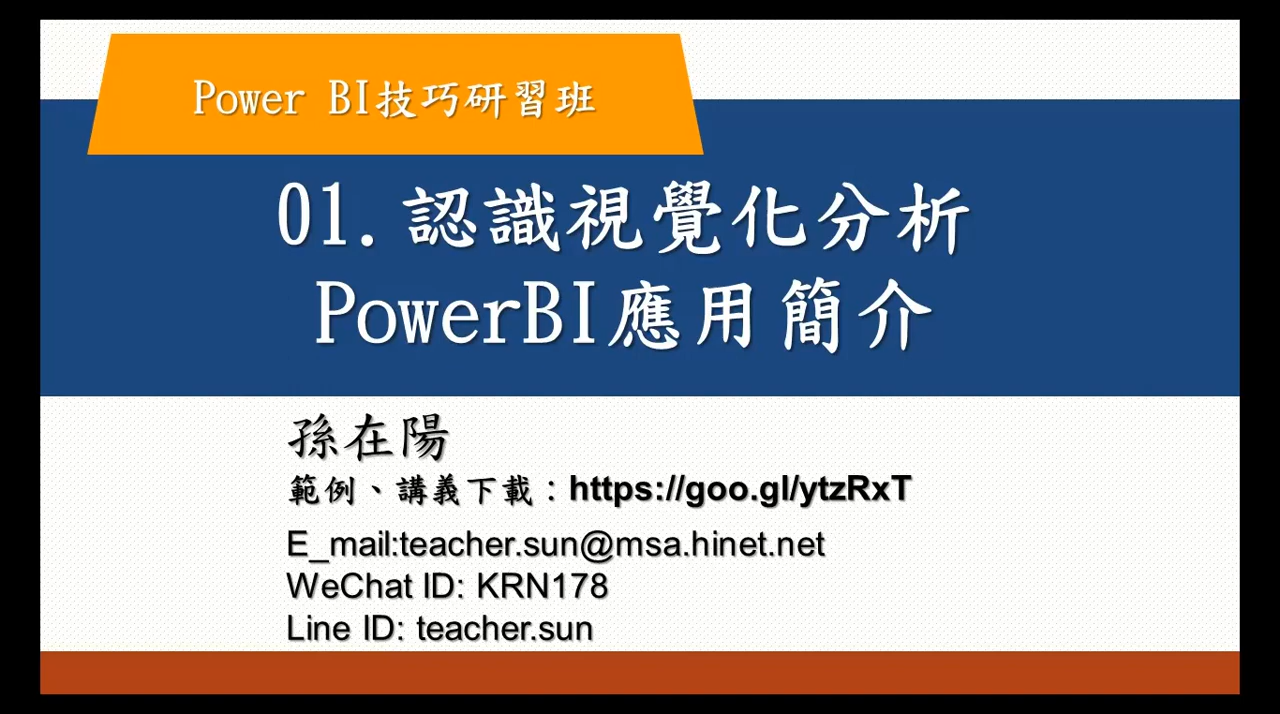 Power BI技巧研習班
01.認識視覺化分析
PowerBI應用簡介
孫在陽
範例、講義下載：https://goo.gl/ytzRxT
E_mail:teacher.sun@msa.hinet.net
WeChat ID: KRN178
Line ID: teacher.sun